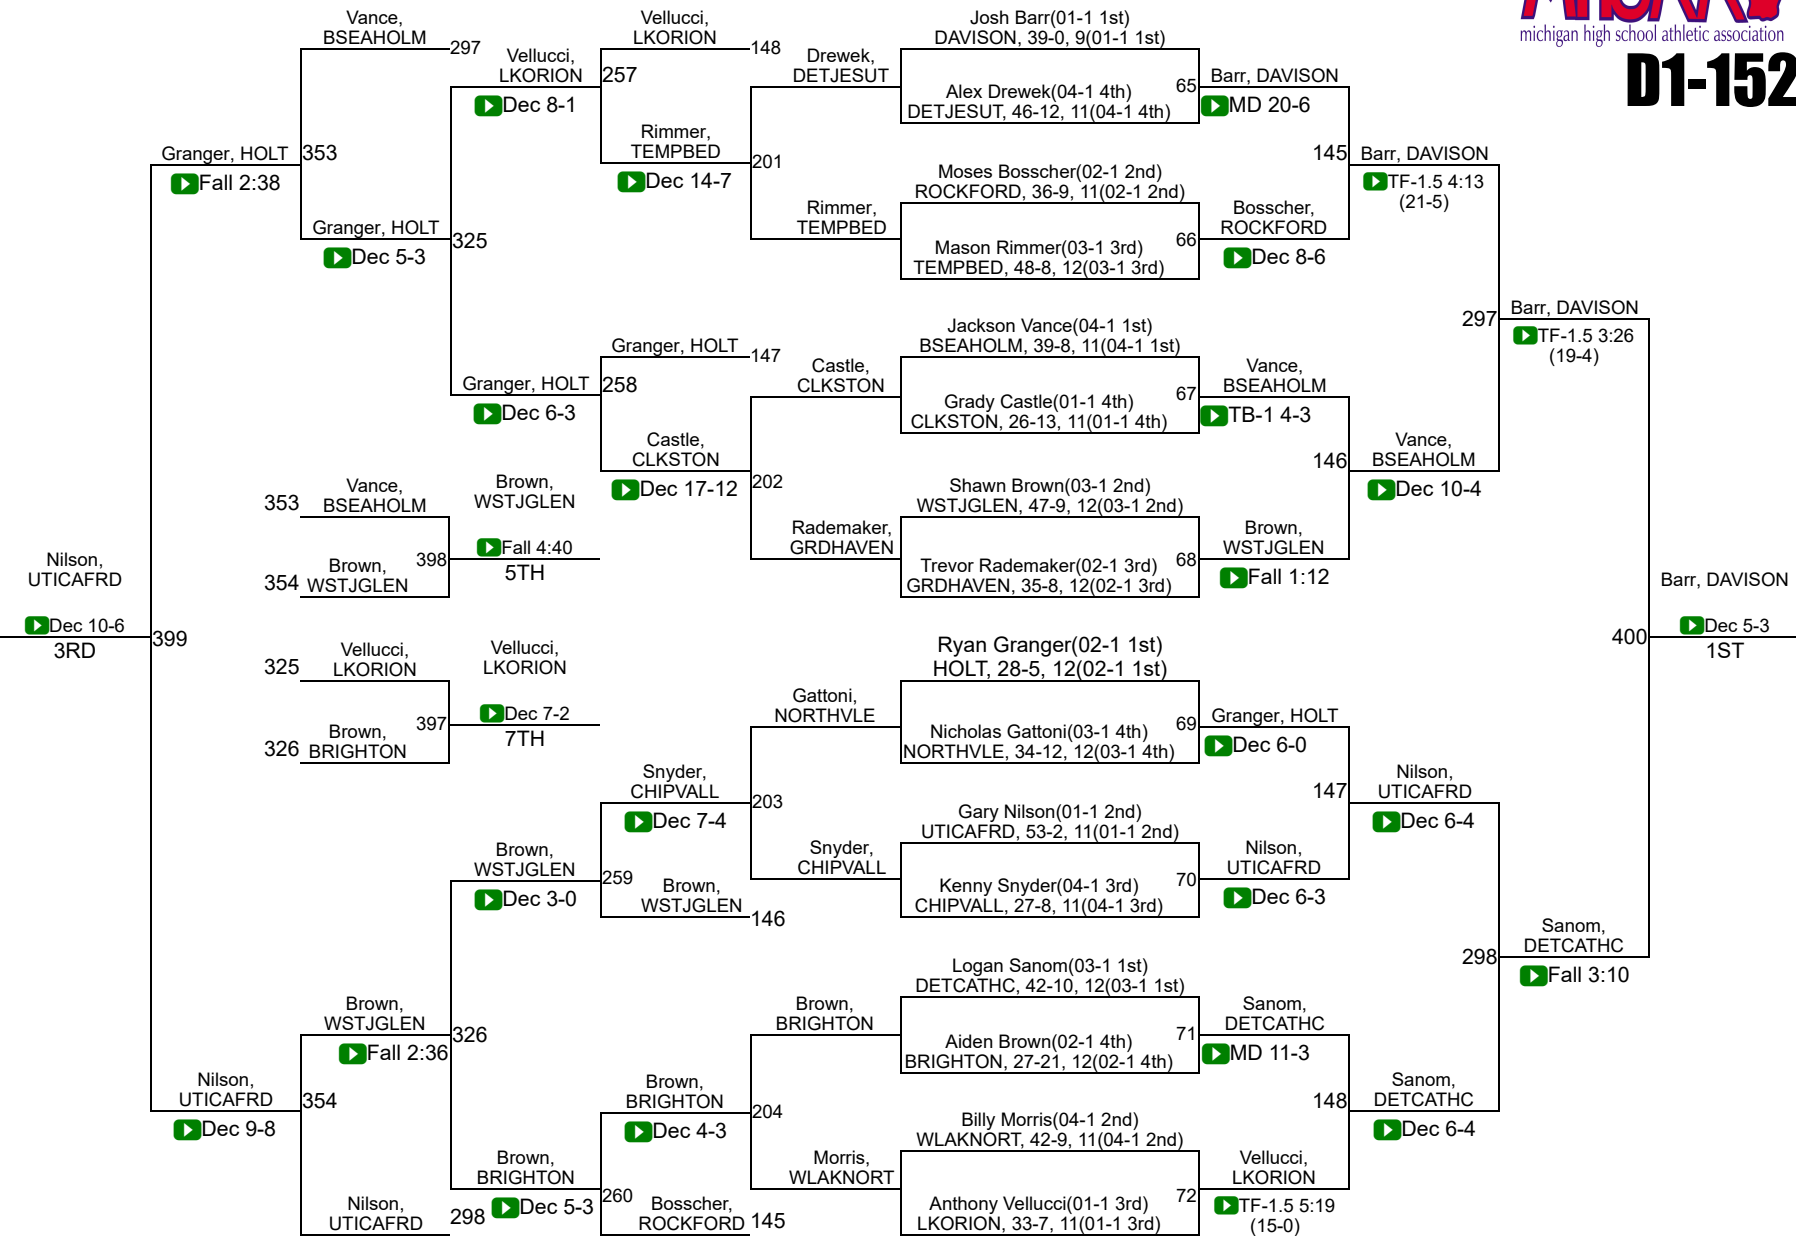 MHSAA
michigan high school athletic association
D1-152
Josh Barr(01-1 1st)
DAVISON, 39-0, 9(01-1 1st)
Alex Drewek(04-1 4th)
DETJESUT, 46-12, 11(04-1 4th)
65
Barr, DAVISON
MD 20-6
Moses Bosscher(02-1 2nd)
ROCKFORD, 36-9, 11(02-1 2nd)
Mason Rimmer(03-1 3rd)
TEMPBED, 48-8, 12(03-1 3rd)
66
Bosscher,
ROCKFORD
Dec 8-6
Jackson Vance(04-1 1st)
BSEAHOLM, 39-8, 11(04-1 1st)
Grady Castle(01-1 4th)
CLKSTON, 26-13, 11(01-1 4th)
67
Vance,
BSEAHOLM
TB-1 4-3
Shawn Brown(03-1 2nd)
WSTJGLEN, 47-9, 12(03-1 2nd)
Trevor Rademaker(02-1 3rd)
GRDHAVEN, 35-8, 12(02-1 3rd)
68
Brown,
WSTJGLEN
Fall 1:12
Ryan Granger(02-1 1st)
HOLT, 28-5, 12(02-1 1st)
Nicholas Gattoni(03-1 4th)
NORTHVLE, 34-12, 12(03-1 4th)
69
Granger, HOLT
Dec 6-0
Gary Nilson(01-1 2nd)
UTICAFRD, 53-2, 11(01-1 2nd)
Kenny Snyder(04-1 3rd)
CHIPVALL, 27-8, 11(04-1 3rd)
70
Nilson,
UTICAFRD
Dec 6-3
Logan Sanom(03-1 1st)
DETCATHC, 42-10, 12(03-1 1st)
Aiden Brown(02-1 4th)
BRIGHTON, 27-21, 12(02-1 4th)
71
Sanom,
DETCATHC
MD 11-3
Billy Morris(04-1 2nd)
WLAKNORT, 42-9, 11(04-1 2nd)
Anthony Vellucci(01-1 3rd)
LKORION, 33-7, 11(01-1 3rd)
72
Vellucci,
LKORION
TF-1.5 5:19
(15-0)
145
Barr, DAVISON
TF-1.5 4:13
(21-5)
146
Vance,
BSEAHOLM
Dec 10-4
147
Nilson,
UTICAFRD
Dec 6-4
148
Sanom,
DETCATHC
Dec 6-4
297
Barr, DAVISON
TF-1.5 3:26
(19-4)
298
Sanom,
DETCATHC
Fall 3:10
400
Barr, DAVISON
Dec 5-3
1ST
Drewek,
DETJESUT
Rimmer,
TEMPBED
Castle,
CLKSTON
Rademaker,
GRDHAVEN
Gattoni,
NORTHVLE
Snyder,
CHIPVALL
Brown,
BRIGHTON
Morris,
WLAKNORT
Vellucci,
LKORION
148
201
Rimmer,
TEMPBED
Dec 14-7
Granger, HOLT
147
202
Castle,
CLKSTON
Dec 17-12
203
Snyder,
CHIPVALL
Dec 7-4
Brown,
WSTJGLEN
146
204
Brown,
BRIGHTON
Dec 4-3
Bosscher,
ROCKFORD
145
257
Vellucci,
LKORION
Dec 8-1
258
Granger, HOLT
Dec 6-3
259
Brown,
WSTJGLEN
Dec 3-0
260
Brown,
BRIGHTON
Dec 5-3
Vance,
BSEAHOLM
297
325
Granger, HOLT
Dec 5-3
326
Brown,
WSTJGLEN
Fall 2:36
Nilson,
UTICAFRD
298
353
Granger, HOLT
Fall 2:38
354
Nilson,
UTICAFRD
Dec 9-8
353
Vance,
BSEAHOLM
354
Brown,
WSTJGLEN
398
Brown,
WSTJGLEN
Fall 4:40
5TH
325
Vellucci,
LKORION
326
Brown,
BRIGHTON
397
Vellucci,
LKORION
Dec 7-2
7TH
399
Nilson,
UTICAFRD
Dec 10-6
3RD